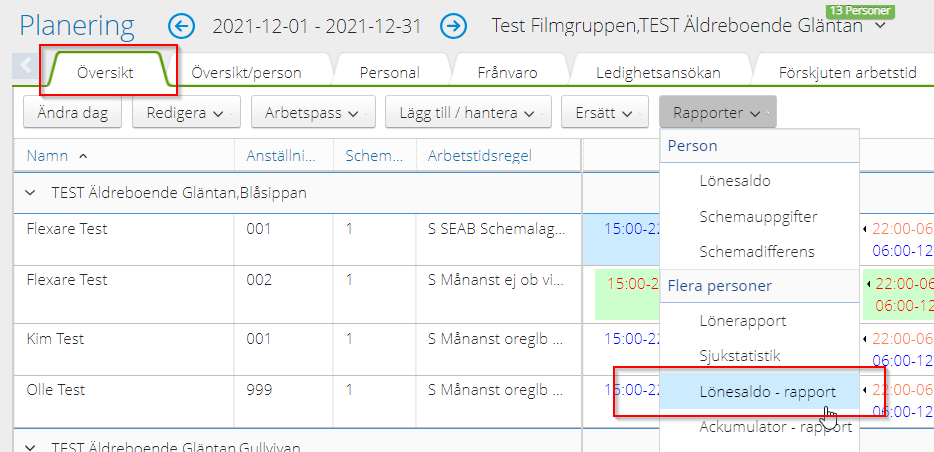 Planering 2021-12-01 - 2021-12-31 Test Filmgruppen,TEST Äldreboende Gläntan 13 Personer
Översikt Översikt/person Personal Frånvaro Ledighetsansökan Förskjuten arbetstid
Ändra dag Redigera Arbetspass Lägg till / hantera Ersätt Rapporter
Namn Anställni... Schem... Arbetstidsregel
TEST Äldreboende Gläntan,Blåsippan
Flexare Test 001 1 S SEAB Schemalag... 15:00-22 22:00-06
06:00-12
Flexare Test 002 1 S Månanst ej ob vi... 15:00-2 22:00-06
06:00-12
Kim Test 001 1 S Månanst oreglb ... 15:00-22 22:00-06
06:00-12
Olle Test 999 1 S Månanst oreglb ... 15:00-22 22:00-06
06:00-12
TEST Äldreboende Gläntan,Gullvivan
Person
Lönesaldo
Schemauppgifter
Schemadifferens
Flera personer
Lönerapport
Sjukstatistik
Lönesaldo - rapport
Ackumulator - rapport